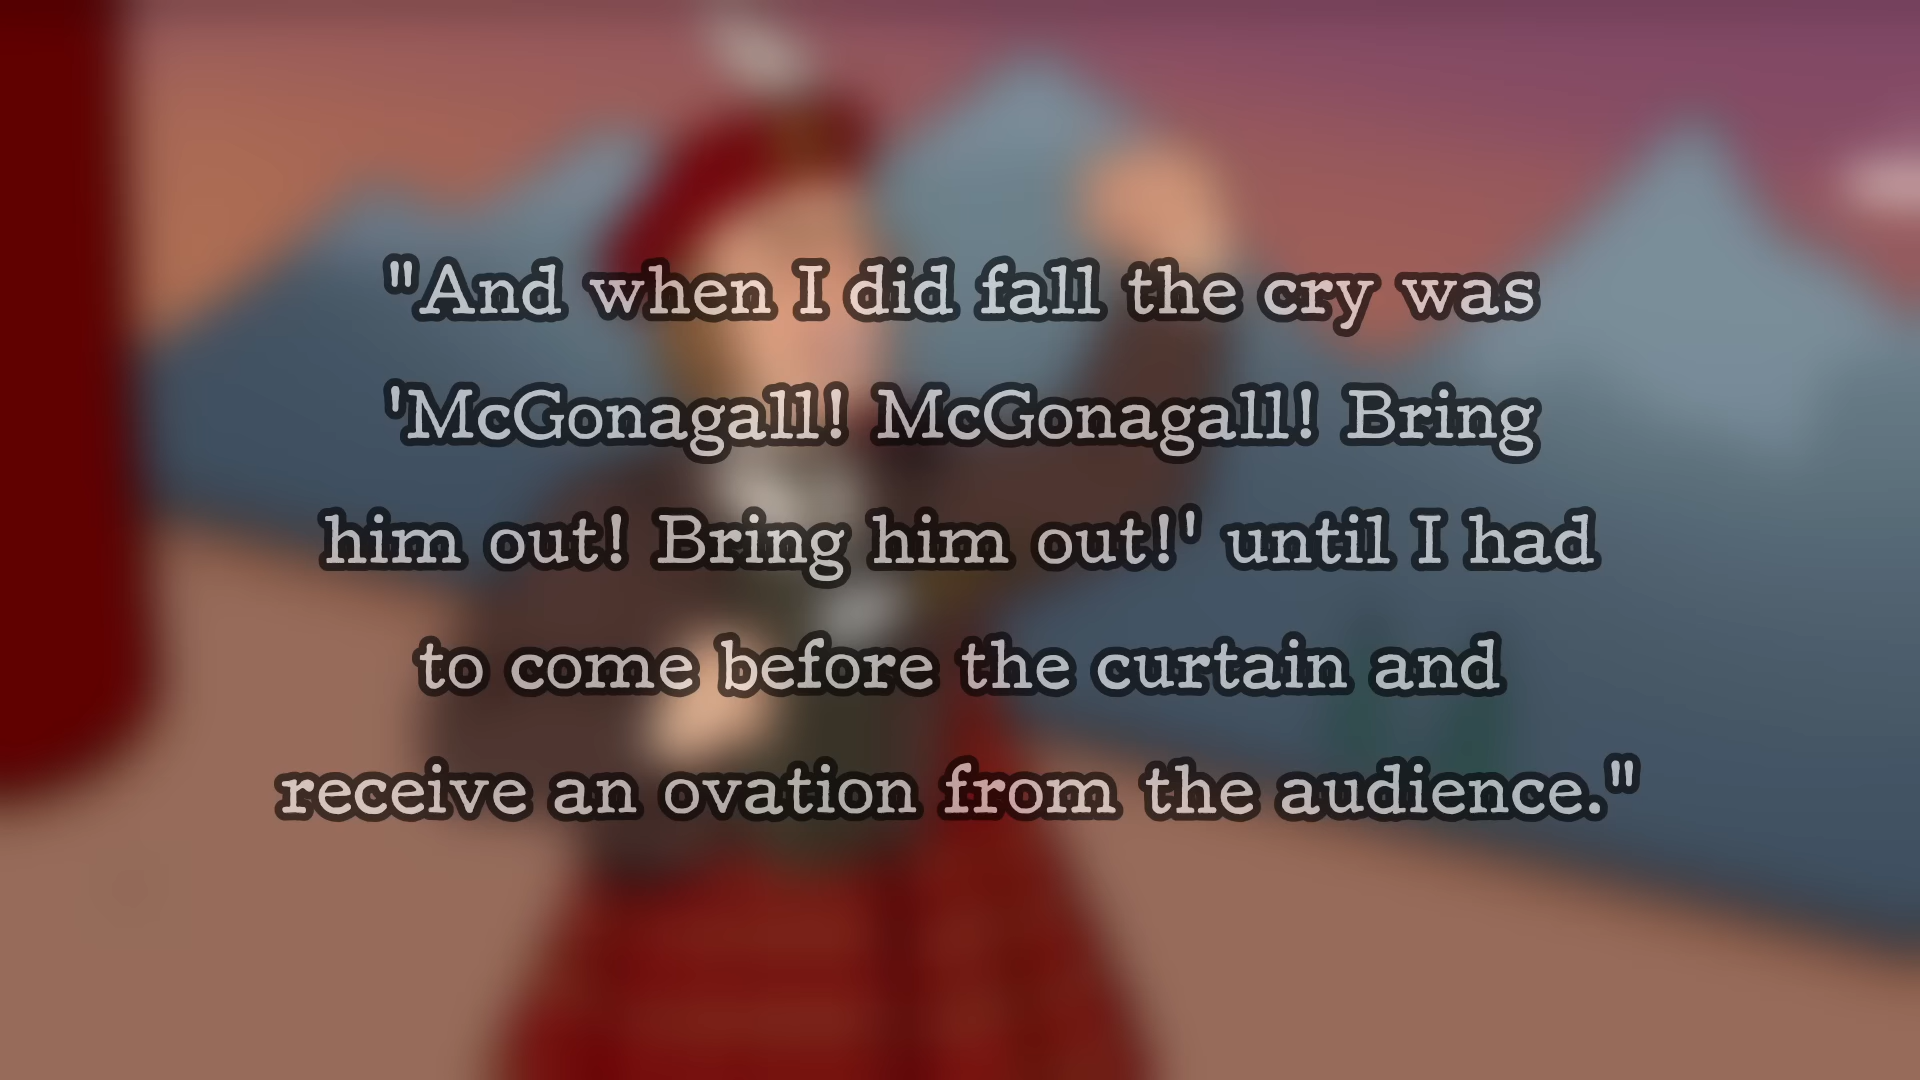 "And when I did fall the cry was
'McGonagall! McGonagall! Bring
him out! Bring him out!' until I had
to come before the curtain and
receive an ovation from the audience."